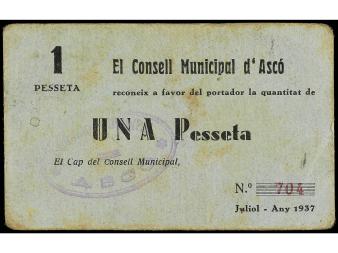 1
PESSETA
El Consell Municipal d'Ascó
reconeix a favor del portador la quantitat de
UNA Pesseta
El Cap del Consell Municipal,
N.º 704
Juliol - Any 1937